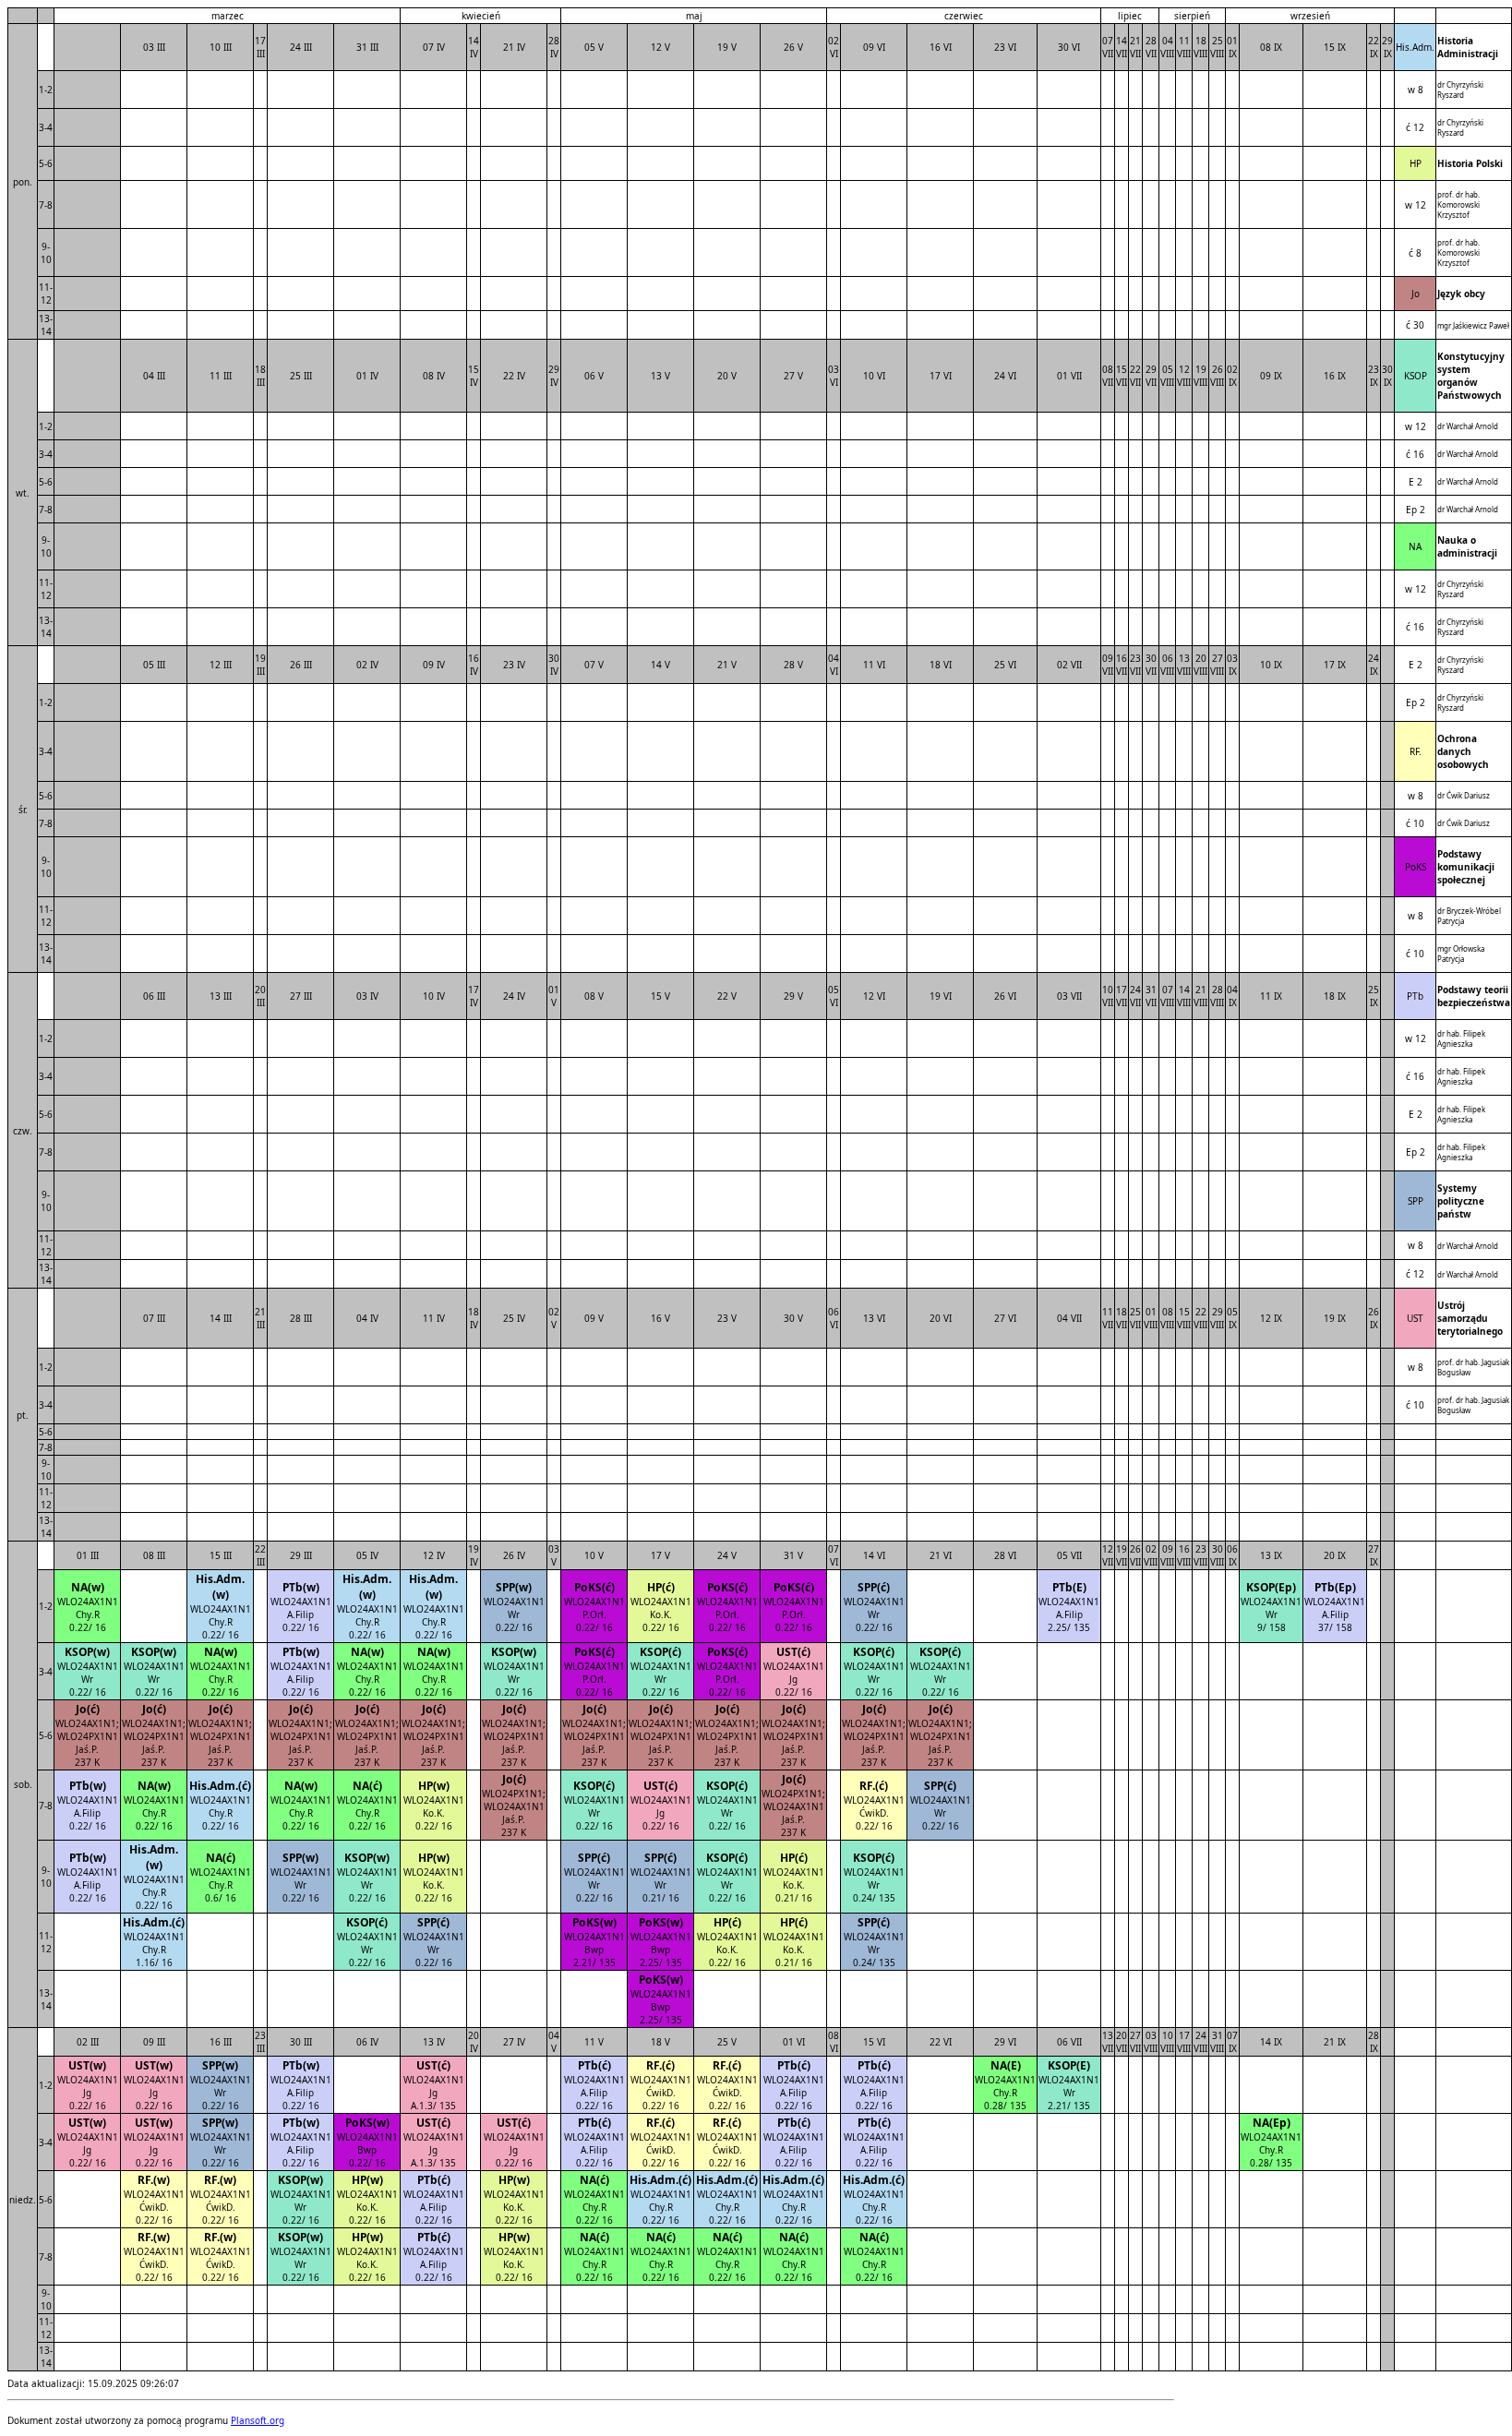 marzec kwiecień maj czerwiec lipiec sierpień wrzesień
pon. 03 III 10 III 17 III 24 III 31 III 07 IV 14 IV 21 IV 28 IV 05 V 12 V 19 V 26 V 02 VI 09 VI 16 VI 23 VI 30 VI 07 VII 14 VII 21 VII 28 VII 04 VIII 11 VIII 18 VIII 25 VIII 01 IX 08 IX 15 IX 22 IX 29 IX His.Adm. Historia Administracji
1-2 w 8 dr Chyrzyński Ryszard
3-4 ć 12 dr Chyrzyński Ryszard
5-6 HP Historia Polski
7-8 w 12 prof. dr hab. Komorowski Krzysztof
9-10 ć 8 prof. dr hab. Komorowski Krzysztof
11-12 Jo Język obcy
13-14 ć 30 mgr Jaśkiewicz Paweł
wt. 04 III 11 III 18 III 25 III 01 IV 08 IV 15 IV 22 IV 29 IV 06 V 13 V 20 V 27 V 03 VI 10 VI 17 VI 24 VI 01 VII 08 VII 15 VII 22 VII 29 VII 05 VIII 12 VIII 19 VIII 26 VIII 02 IX 09 IX 16 IX 23 IX 30 IX KSOP Konstytucyjny system organów Państwowych
1-2 w 12 dr Warchał Arnold
3-4 ć 16 dr Warchał Arnold
5-6 E 2 dr Warchał Arnold
7-8 Ep 2 dr Warchał Arnold
9-10 NA Nauka o administracji
11-12 w 12 dr Chyrzyński Ryszard
13-14 ć 16 dr Chyrzyński Ryszard
śr. 05 III 12 III 19 III 26 III 02 IV 09 IV 16 IV 23 IV 30 IV 07 V 14 V 21 V 28 V 04 VI 11 VI 18 VI 25 VI 02 VII 09 VII 16 VII 23 VII 30 VII 06 VIII 13 VIII 20 VIII 27 VIII 03 IX 10 IX 17 IX 24 IX E 2 dr Chyrzyński Ryszard
1-2 Ep 2 dr Chyrzyński Ryszard
3-4 RF. Ochrona danych osobowych
5-6 w 8 dr Ćwik Dariusz
7-8 ć 10 dr Ćwik Dariusz
9-10 PoKS Podstawy komunikacji społecznej
11-12 w 8 dr Bryczek-Wróbel Patrycja
13-14 ć 10 mgr Orłowska Patrycja
czw. 06 III 13 III 20 III 27 III 03 IV 10 IV 17 IV 24 IV 01 V 08 V 15 V 22 V 29 V 05 VI 12 VI 19 VI 26 VI 03 VII 10 VII 17 VII 24 VII 31 VII 07 VIII 14 VIII 21 VIII 28 VIII 04 IX 11 IX 18 IX 25 IX PTb Podstawy teorii bezpieczeństwa
1-2 w 12 dr hab. Filipek Agnieszka
3-4 ć 16 dr hab. Filipek Agnieszka
5-6 E 2 dr hab. Filipek Agnieszka
7-8 Ep 2 dr hab. Filipek Agnieszka
9-10 SPP Systemy polityczne państw
11-12 w 8 dr Warchał Arnold
13-14 ć 12 dr Warchał Arnold
pt. 07 III 14 III 21 III 28 III 04 IV 11 IV 18 IV 25 IV 02 V 09 V 16 V 23 V 30 V 06 VI 13 VI 20 VI 27 VI 04 VII 11 VII 18 VII 25 VII 01 VIII 08 VIII 15 VIII 22 VIII 29 VIII 05 IX 12 IX 19 IX 26 IX UST Ustrój samorządu terytorialnego
1-2 w 8 prof. dr hab. Jagusiak Bogusław
3-4 ć 10 prof. dr hab. Jagusiak Bogusław
5-6
7-8
9-10
11-12
13-14
sob. 01 III 08 III 15 III 22 III 29 III 05 IV 12 IV 19 IV 26 IV 03 V 10 V 17 V 24 V 31 V 07 VI 14 VI 21 VI 28 VI 05 VII 12 VII 19 VII 26 VII 02 VIII 09 VIII 16 VIII 23 VIII 30 VIII 06 IX 13 IX 20 IX 27 IX
1-2 NA(w) His.Adm.(w) PTb(w) His.Adm.(w) His.Adm.(w) SPP(w) PoKS(ć) HP(ć) PoKS(ć) PoKS(ć) SPP(ć) PTb(E) KSOP(Ep) PTb(Ep)
WLO24AX1N1 WLO24AX1N1 WLO24AX1N1 WLO24AX1N1 WLO24AX1N1 WLO24AX1N1 WLO24AX1N1 WLO24AX1N1 WLO24AX1N1 WLO24AX1N1 WLO24AX1N1 WLO24AX1N1 WLO24AX1N1 WLO24AX1N1
Chy.R Chy.R A.Filip Chy.R Chy.R Wr P.Orł. Ko.K. P.Orł. P.Orł. Wr A.Filip Wr A.Filip
0.22/ 16 0.22/ 16 0.22/ 16 0.22/ 16 0.22/ 16 0.22/ 16 0.22/ 16 0.22/ 16 0.22/ 16 0.22/ 16 0.22/ 16 2.25/ 135 9/ 158 37/ 158
3-4 KSOP(w) KSOP(w) NA(w) PTb(w) NA(w) NA(w) KSOP(w) PoKS(ć) KSOP(ć) PoKS(ć) UST(ć) KSOP(ć) KSOP(ć)
WLO24AX1N1 WLO24AX1N1 WLO24AX1N1 WLO24AX1N1 WLO24AX1N1 WLO24AX1N1 WLO24AX1N1 WLO24AX1N1 WLO24AX1N1 WLO24AX1N1 WLO24AX1N1 WLO24AX1N1 WLO24AX1N1
Wr Wr Chy.R A.Filip Chy.R Chy.R Wr P.Orł. Wr P.Orł. Jg Wr Wr
0.22/ 16 0.22/ 16 0.22/ 16 0.22/ 16 0.22/ 16 0.22/ 16 0.22/ 16 0.22/ 16 0.22/ 16 0.22/ 16 0.22/ 16 0.22/ 16 0.22/ 16
5-6 Jo(ć) Jo(ć) Jo(ć) Jo(ć) Jo(ć) Jo(ć) Jo(ć) Jo(ć) Jo(ć) Jo(ć) Jo(ć) Jo(ć) Jo(ć)
WLO24AX1N1; WLO24AX1N1; WLO24AX1N1; WLO24AX1N1; WLO24AX1N1; WLO24AX1N1; WLO24AX1N1; WLO24AX1N1; WLO24AX1N1; WLO24AX1N1; WLO24AX1N1; WLO24AX1N1; WLO24AX1N1;
WLO24PX1N1 WLO24PX1N1 WLO24PX1N1 WLO24PX1N1 WLO24PX1N1 WLO24PX1N1 WLO24PX1N1 WLO24PX1N1 WLO24PX1N1 WLO24PX1N1 WLO24PX1N1 WLO24PX1N1 WLO24PX1N1
Jaś.P. Jaś.P. Jaś.P. Jaś.P. Jaś.P. Jaś.P. Jaś.P. Jaś.P. Jaś.P. Jaś.P. Jaś.P. Jaś.P. Jaś.P.
237 K 237 K 237 K 237 K 237 K 237 K 237 K 237 K 237 K 237 K 237 K 237 K 237 K
7-8 PTb(w) NA(w) His.Adm.(ć) NA(w) NA(ć) HP(w) Jo(ć) KSOP(ć) UST(ć) KSOP(ć) Jo(ć) RF.(ć) SPP(ć)
WLO24AX1N1 WLO24AX1N1 WLO24AX1N1 WLO24AX1N1 WLO24AX1N1 WLO24AX1N1 WLO24PX1N1; WLO24AX1N1 WLO24AX1N1 WLO24AX1N1 WLO24AX1N1 WLO24PX1N1; WLO24AX1N1 WLO24AX1N1 WLO24AX1N1
A.Filip Chy.R Chy.R Chy.R Chy.R Ko.K. Jaś.P. Wr Jg Wr Jaś.P. ĆwikD. Wr
0.22/ 16 0.22/ 16 0.22/ 16 0.22/ 16 0.22/ 16 0.22/ 16 237 K 0.22/ 16 0.22/ 16 0.22/ 16 237 K 0.22/ 16 0.22/ 16
9-10 PTb(w) His.Adm.(w) NA(ć) SPP(w) KSOP(w) HP(w) SPP(ć) SPP(ć) KSOP(ć) HP(ć) KSOP(ć)
WLO24AX1N1 WLO24AX1N1 WLO24AX1N1 WLO24AX1N1 WLO24AX1N1 WLO24AX1N1 WLO24AX1N1 WLO24AX1N1 WLO24AX1N1 WLO24AX1N1 WLO24AX1N1
A.Filip Chy.R Chy.R Wr Wr Ko.K. Wr Wr Wr Ko.K. Wr
0.22/ 16 0.22/ 16 0.6/ 16 0.22/ 16 0.22/ 16 0.22/ 16 0.22/ 16 0.21/ 16 0.22/ 16 0.21/ 16 0.24/ 135
11-12 His.Adm.(ć) KSOP(ć) SPP(ć) PoKS(w) PoKS(w) HP(ć) HP(ć) SPP(ć)
WLO24AX1N1 WLO24AX1N1 WLO24AX1N1 WLO24AX1N1 WLO24AX1N1 WLO24AX1N1 WLO24AX1N1 WLO24AX1N1
Chy.R Wr Wr Bwp Bwp Ko.K. Ko.K. Wr
1.16/ 16 0.22/ 16 0.22/ 16 2.21/ 135 2.25/ 135 0.22/ 16 0.21/ 16 0.24/ 135
13-14 PoKS(w)
WLO24AX1N1
Bwp
2.25/ 135
niedz. 02 III 09 III 16 III 23 III 30 III 06 IV 13 IV 20 IV 27 IV 04 V 11 V 18 V 25 V 01 VI 08 VI 15 VI 22 VI 29 VI 06 VII 13 VII 20 VII 27 VII 03 VIII 10 VIII 17 VIII 24 VIII 31 VIII 07 IX 14 IX 21 IX 28 IX
1-2 UST(w) UST(w) SPP(w) PTb(w) UST(ć) PTb(ć) RF.(ć) RF.(ć) PTb(ć) PTb(ć) NA(E) KSOP(E)
WLO24AX1N1 WLO24AX1N1 WLO24AX1N1 WLO24AX1N1 WLO24AX1N1 WLO24AX1N1 WLO24AX1N1 WLO24AX1N1 WLO24AX1N1 WLO24AX1N1 WLO24AX1N1 WLO24AX1N1
Jg Jg Wr A.Filip Jg A.Filip ĆwikD. ĆwikD. A.Filip A.Filip Chy.R Wr
0.22/ 16 0.22/ 16 0.22/ 16 0.22/ 16 A.1.3/ 135 0.22/ 16 0.22/ 16 0.22/ 16 0.22/ 16 0.22/ 16 0.28/ 135 2.21/ 135
3-4 UST(w) UST(w) SPP(w) PTb(w) PoKS(w) UST(ć) UST(ć) PTb(ć) RF.(ć) RF.(ć) PTb(ć) PTb(ć) NA(Ep)
WLO24AX1N1 WLO24AX1N1 WLO24AX1N1 WLO24AX1N1 WLO24AX1N1 WLO24AX1N1 WLO24AX1N1 WLO24AX1N1 WLO24AX1N1 WLO24AX1N1 WLO24AX1N1 WLO24AX1N1 WLO24AX1N1
Jg Jg Wr A.Filip Bwp Jg Jg A.Filip ĆwikD. ĆwikD. A.Filip A.Filip Chy.R
0.22/ 16 0.22/ 16 0.22/ 16 0.22/ 16 0.22/ 16 A.1.3/ 135 0.22/ 16 0.22/ 16 0.22/ 16 0.22/ 16 0.22/ 16 0.22/ 16 0.28/ 135
5-6 RF.(w) RF.(w) KSOP(w) HP(w) PTb(ć) HP(w) NA(ć) His.Adm.(ć) His.Adm.(ć) His.Adm.(ć) His.Adm.(ć)
WLO24AX1N1 WLO24AX1N1 WLO24AX1N1 WLO24AX1N1 WLO24AX1N1 WLO24AX1N1 WLO24AX1N1 WLO24AX1N1 WLO24AX1N1 WLO24AX1N1 WLO24AX1N1
ĆwikD. ĆwikD. Wr Ko.K. A.Filip Ko.K. Chy.R Chy.R Chy.R Chy.R Chy.R
0.22/ 16 0.22/ 16 0.22/ 16 0.22/ 16 0.22/ 16 0.22/ 16 0.22/ 16 0.22/ 16 0.22/ 16 0.22/ 16 0.22/ 16
7-8 RF.(w) RF.(w) KSOP(w) HP(w) PTb(ć) HP(w) NA(ć) NA(ć) NA(ć) NA(ć) NA(ć)
WLO24AX1N1 WLO24AX1N1 WLO24AX1N1 WLO24AX1N1 WLO24AX1N1 WLO24AX1N1 WLO24AX1N1 WLO24AX1N1 WLO24AX1N1 WLO24AX1N1 WLO24AX1N1
ĆwikD. ĆwikD. Wr Ko.K. A.Filip Ko.K. Chy.R Chy.R Chy.R Chy.R Chy.R
0.22/ 16 0.22/ 16 0.22/ 16 0.22/ 16 0.22/ 16 0.22/ 16 0.22/ 16 0.22/ 16 0.22/ 16 0.22/ 16 0.22/ 16
9-10
11-12
13-14
Data aktualizacji: 15.09.2025 09:26:07
Dokument został utworzony za pomocą programu Plansoft.org